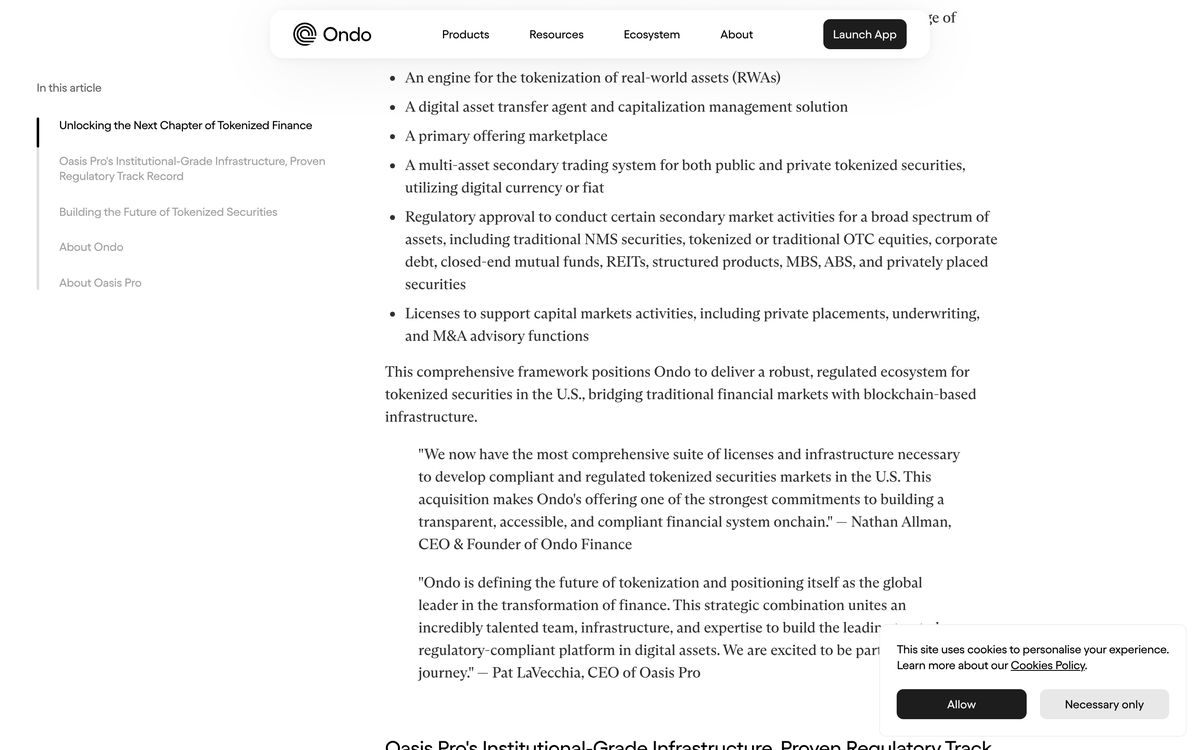 ge of
Ondo
Products
Resources
Ecosystem
About
Launch App
In this article
Unlocking the Next Chapter of Tokenized Finance
Oasis Pro's Institutional-Grade Infrastructure, Proven
Regulatory Track Record
Building the Future of Tokenized Securities
About Ondo
About Oasis Pro
• An engine for the tokenization of real-world assets (RWAs)
• A digital asset transfer agent and capitalization management solution
• A primary offering marketplace
• A multi-asset secondary trading system for both public and private tokenized securities,
utilizing digital currency or fiat
• Regulatory approval to conduct certain secondary market activities for a broad spectrum of
assets, including traditional NMS securities, tokenized or traditional OTC equities, corporate
debt, closed-end mutual funds, REITs, structured products, MBS, ABS, and privately placed
securities
• Licenses to support capital markets activities, including private placements, underwriting,
and M&A advisory functions
This comprehensive framework positions Ondo to deliver a robust, regulated ecosystem for
tokenized securities in the U.S., bridging traditional financial markets with blockchain-based
infrastructure.
"We now have the most comprehensive suite of licenses and infrastructure necessary
to develop compliant and regulated tokenized securities markets in the U.S. This
acquisition makes Ondo's offering one of the strongest commitments to building a
transparent, accessible, and compliant financial system onchain." — Nathan Allman,
CEO & Founder of Ondo Finance
"Ondo is defining the future of tokenization and positioning itself as the global
leader in the transformation of finance. This strategic combination unites an
incredibly talented team, infrastructure, and expertise to build the
regulatory-compliant platform in digital assets. We are excited to be part
journey." — Pat LaVecchia, CEO of Oasis Pro
Oasis Pro's Institutional-Grade Infrastructure, Proven Regulatory Track
This site uses cookies to personalise your experience.
Learn more about our Cookies Policy.
Allow
Necessary only